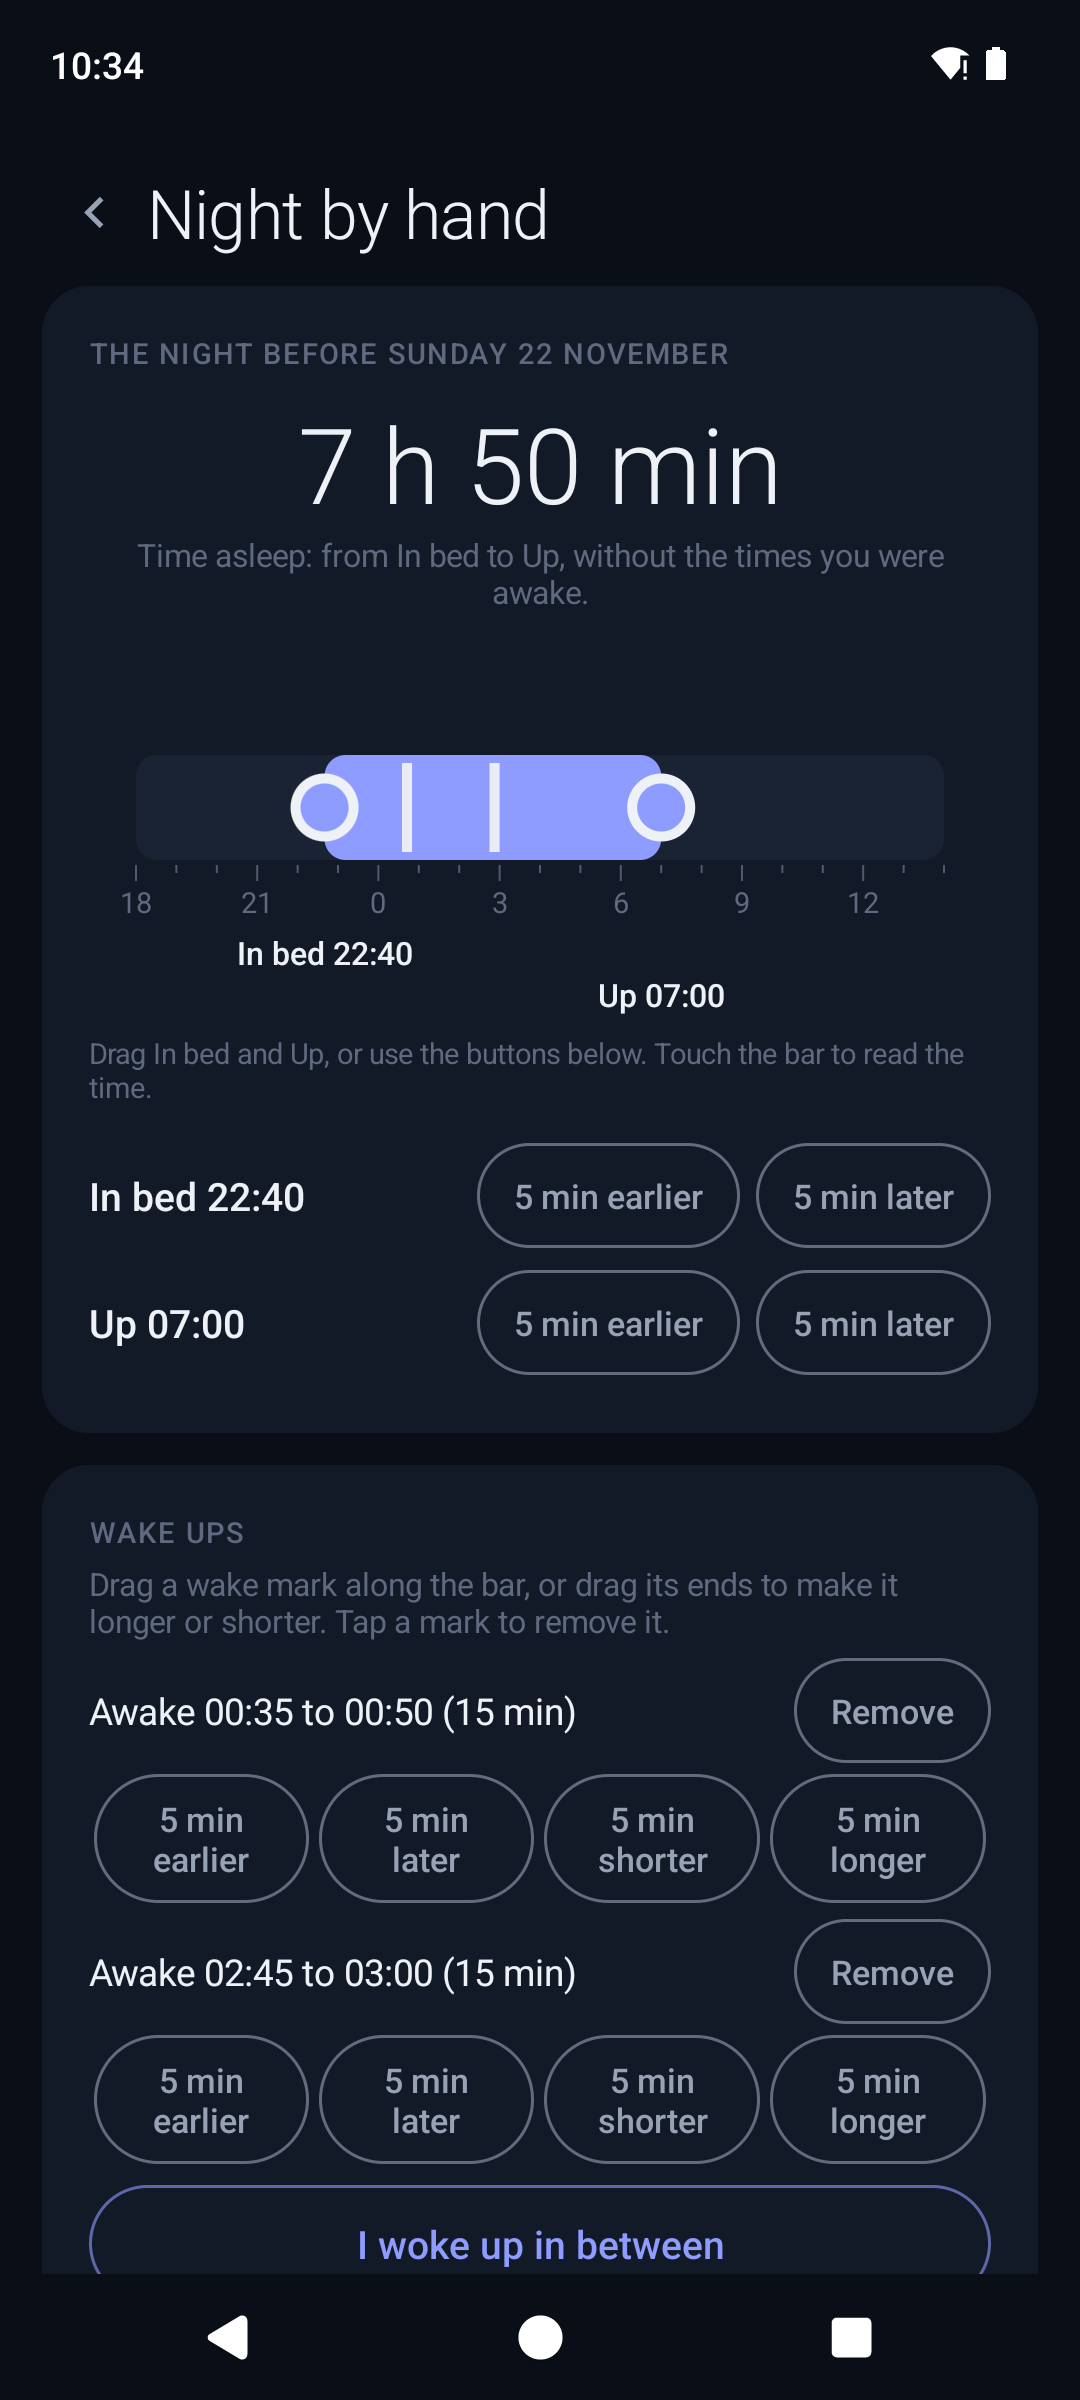 10:34
Night by hand
THE NIGHT BEFORE SUNDAY 22 NOVEMBER
7 h 50 min
Time asleep: from In bed to Up, without the times you were
awake.
18 21 0 3 6 9 12
In bed 22:40
Up 07:00
Drag In bed and Up, or use the buttons below. Touch the bar to read the
time.
In bed 22:40 5 min earlier 5 min later
Up 07:00 5 min earlier 5 min later
WAKE UPS
Drag a wake mark along the bar, or drag its ends to make it
longer or shorter. Tap a mark to remove it.
Awake 00:35 to 00:50 (15 min) Remove
5 min 5 min 5 min 5 min
earlier later shorter longer
Awake 02:45 to 03:00 (15 min) Remove
5 min 5 min 5 min 5 min
earlier later shorter longer
I woke up in between